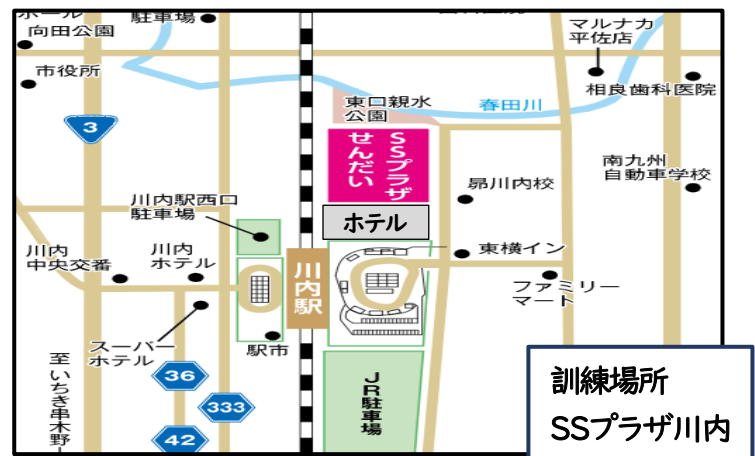 ホール
駐車場
向田公園
市役所
3
マルナカ
平佐店
相良歯科医院
春田川
東口親水
公園
SSプラザ
せんだい
ホテル
昴川内校
南九州
自動車学校
川内駅西口
駐車場
川内
中央交番
川内
ホテル
川内駅
東横イン
ファミリー
マート
スーパー
ホテル
駅市
至いちき串木野
36
333
42
JR駐車場
訓練場所
SSプラザ川内